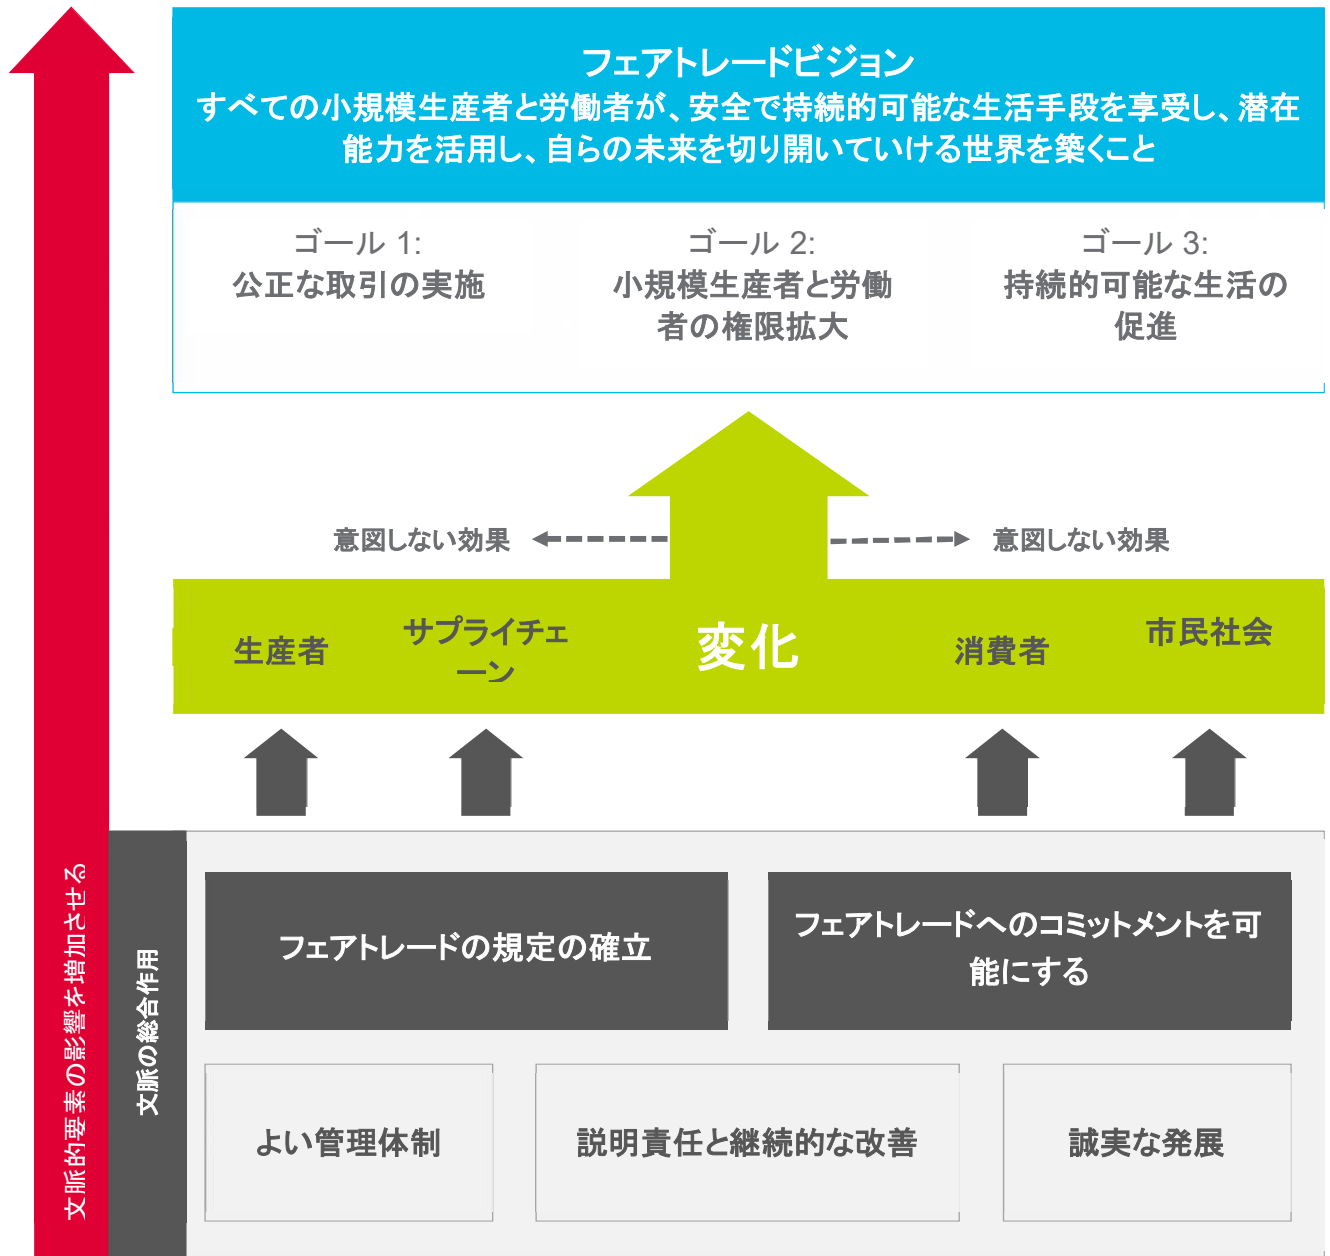 フェアトレードビジョン
すべての小規模生産者と労働者が、安全で持続的可能な生活手段を享受し、潜在
能力を活用し、自らの未来を切り開いていける世界を築くこと
ゴール 1:
公正な取引の実施
ゴール 2:
小規模生産者と労働
者の権限拡大
ゴール 3:
持続的可能な生活の
促進
意図しない効果
意図しない効果
生産者
サプライチェ
ーン
変化
消費者
市民社会
文脈的要素の影響を増加させる
文脈の総合作用
フェアトレードの規定の確立
フェアトレードへのコミットメントを可
能にする
よい管理体制
説明責任と継続的な改善
誠実な発展